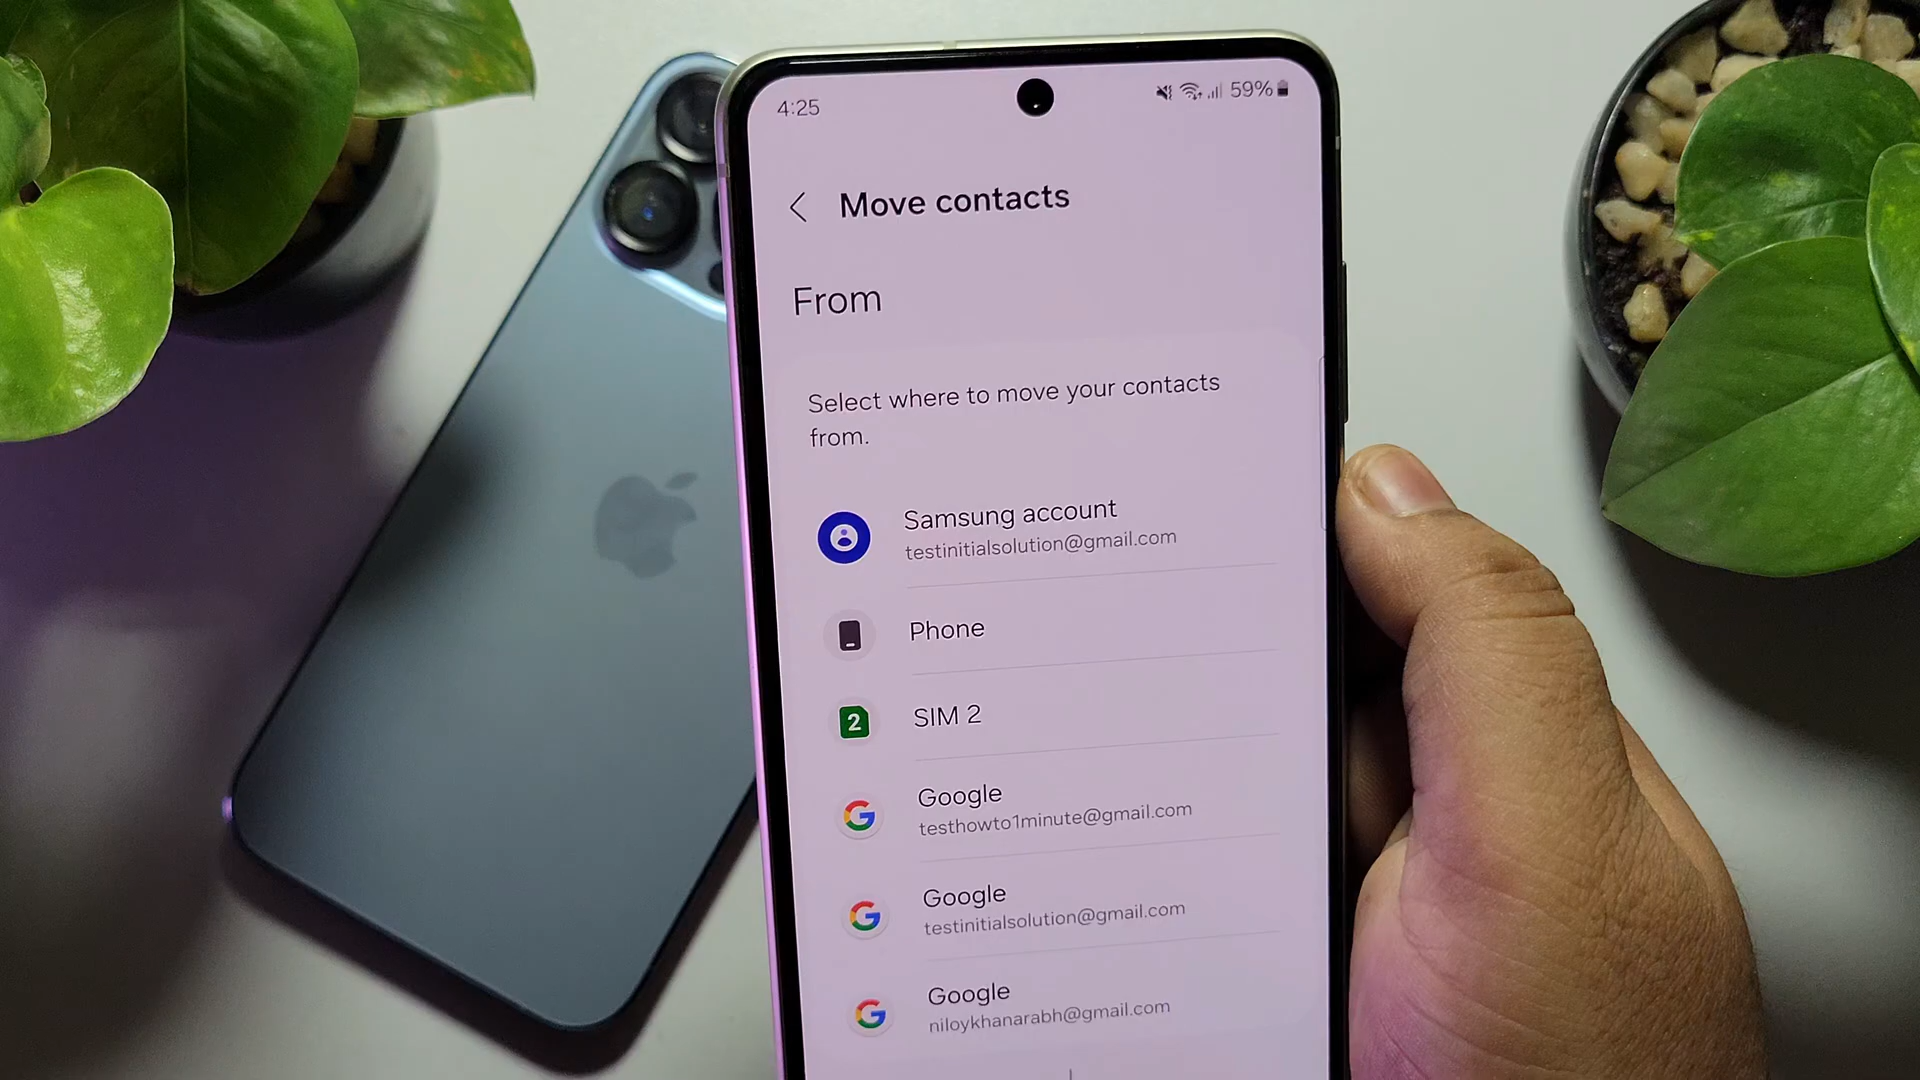 4:25
59%
Move contacts
From
Select where to move your contacts
from.
Samsung account
testinitialsolution@gmail.com
Phone
2
SIM 2
Google
testhowto1minute@gmail.com
Google
testinitialsolution@gmail.com
Google
niloykhanarabh@gmail.com